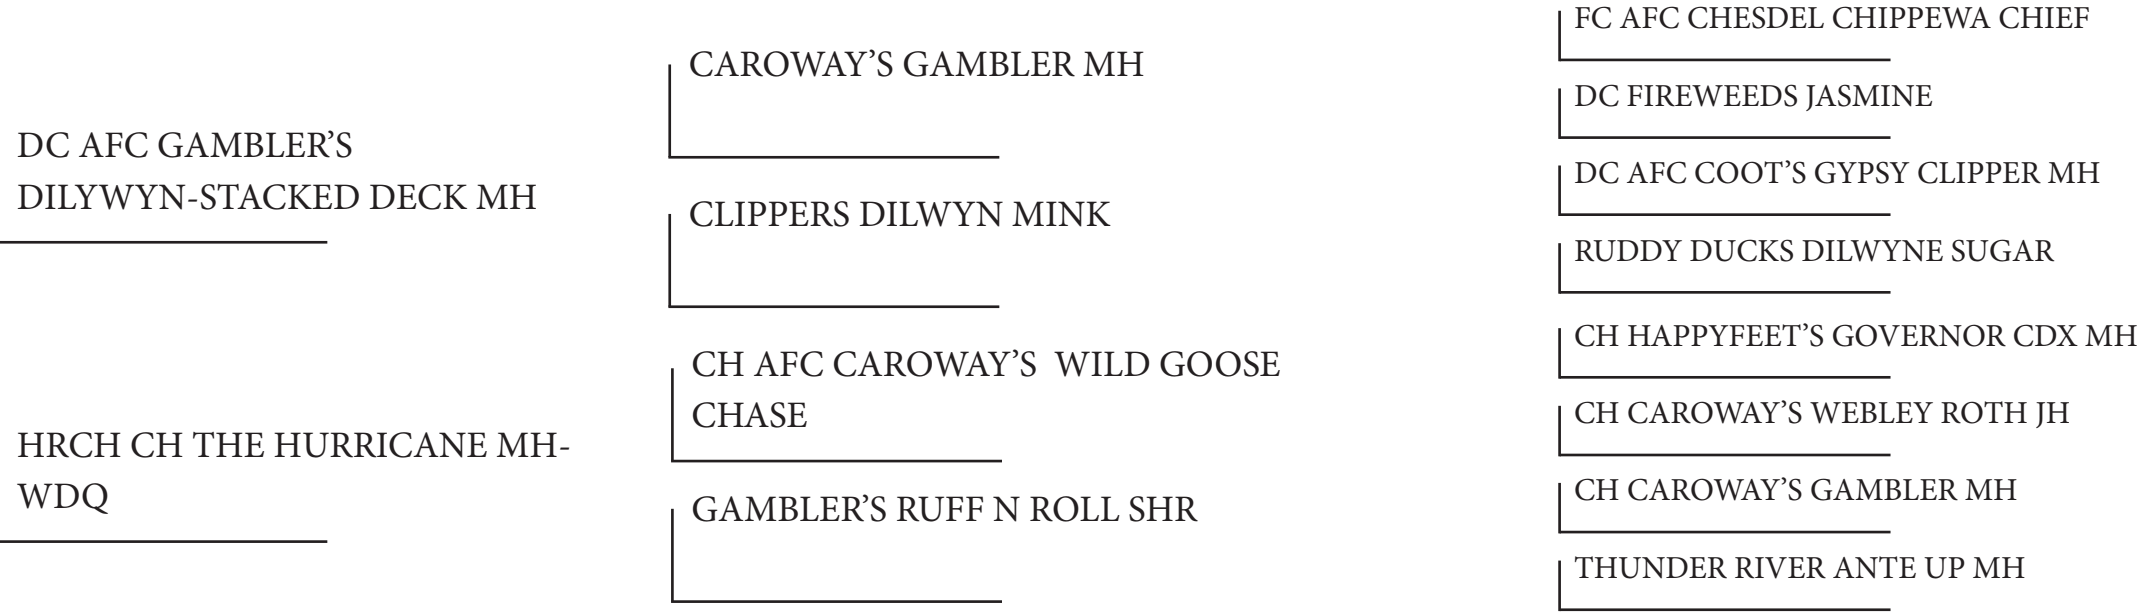 DC AFC GAMBLER’S
DILYWYN-STACKED DECK MH
HRCH CH THE HURRICANE MH-
WDQ
CAROWAY’S GAMBLER MH
CLIPPERS DILWYN MINK
CH AFC CAROWAY’S  WILD GOOSE
CHASE
GAMBLER’S RUFF N ROLL SHR
FC AFC CHESDEL CHIPPEWA CHIEF
DC FIREWEEDS JASMINE
DC AFC COOT’S GYPSY CLIPPER MH
RUDDY DUCKS DILWYNE SUGAR
CH HAPPYFEET’S GOVERNOR CDX MH
CH CAROWAY’S WEBLEY ROTH JH
CH CAROWAY’S GAMBLER MH
THUNDER RIVER ANTE UP MH